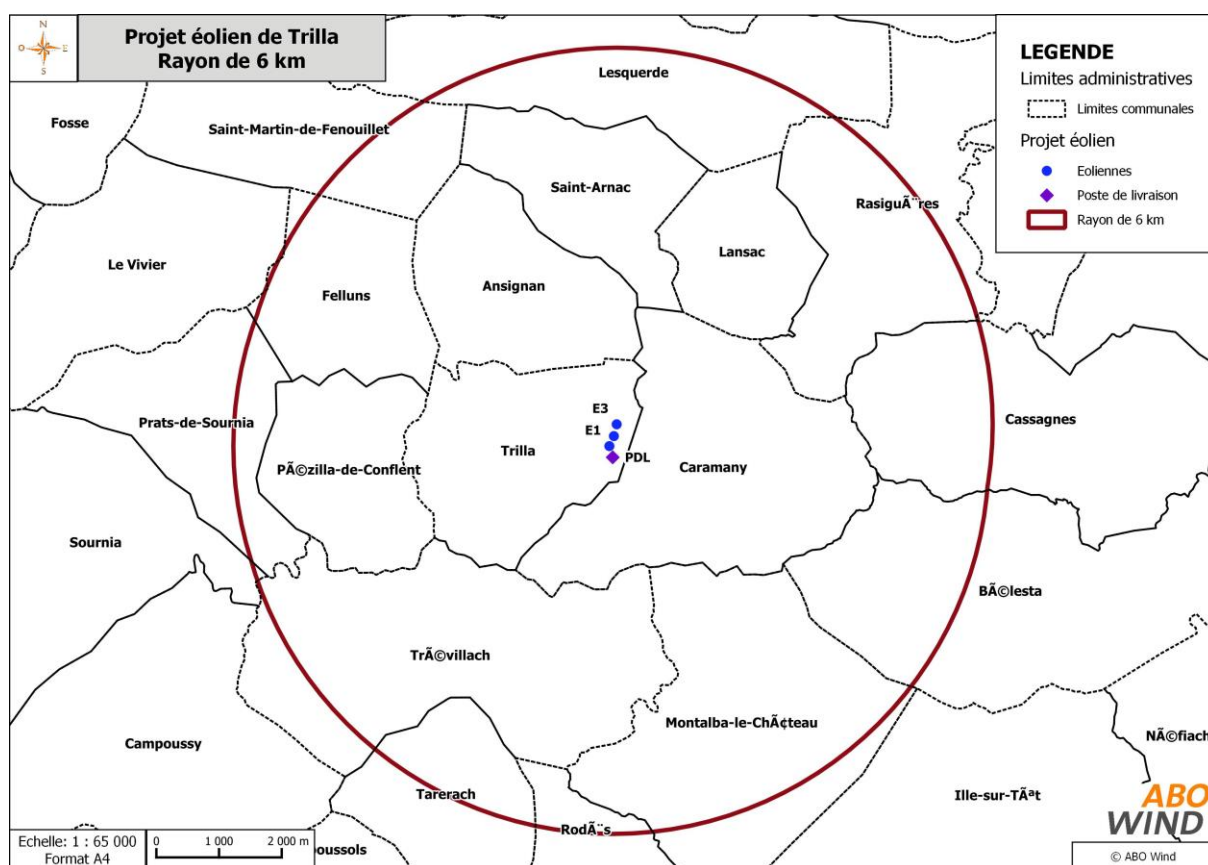 N
O
E
S
Projet éolien de Trilla
Rayon de 6 km
LEGENDE
Limites administratives
Limites communales
Projet éolien
Eoliennes
Poste de livraison
Rayon de 6 km
Lesquerde
Fosse
Saint-Martin-de-Fenouillet
Saint-Arnac
RasiguÃ¨res
Lansac
Le Vivier
Ansignan
Felluns
E3
Prats-de-Sournia
Cassagnes
E1
Trilla
PDL
Caramany
PÃ©zilla-de-Conflent
Sournia
BÃ©lesta
TrÃ©villach
Montalba-le-ChÃ¢teau
NÃ©fiach
Campoussy
Tarerach
Ille-sur-TÃªt
RodÃ¨s
oussols
ABO
WIND
Echelle: 1 : 65 000
Format A4
0 1 000 2 000 m
© ABO Wind